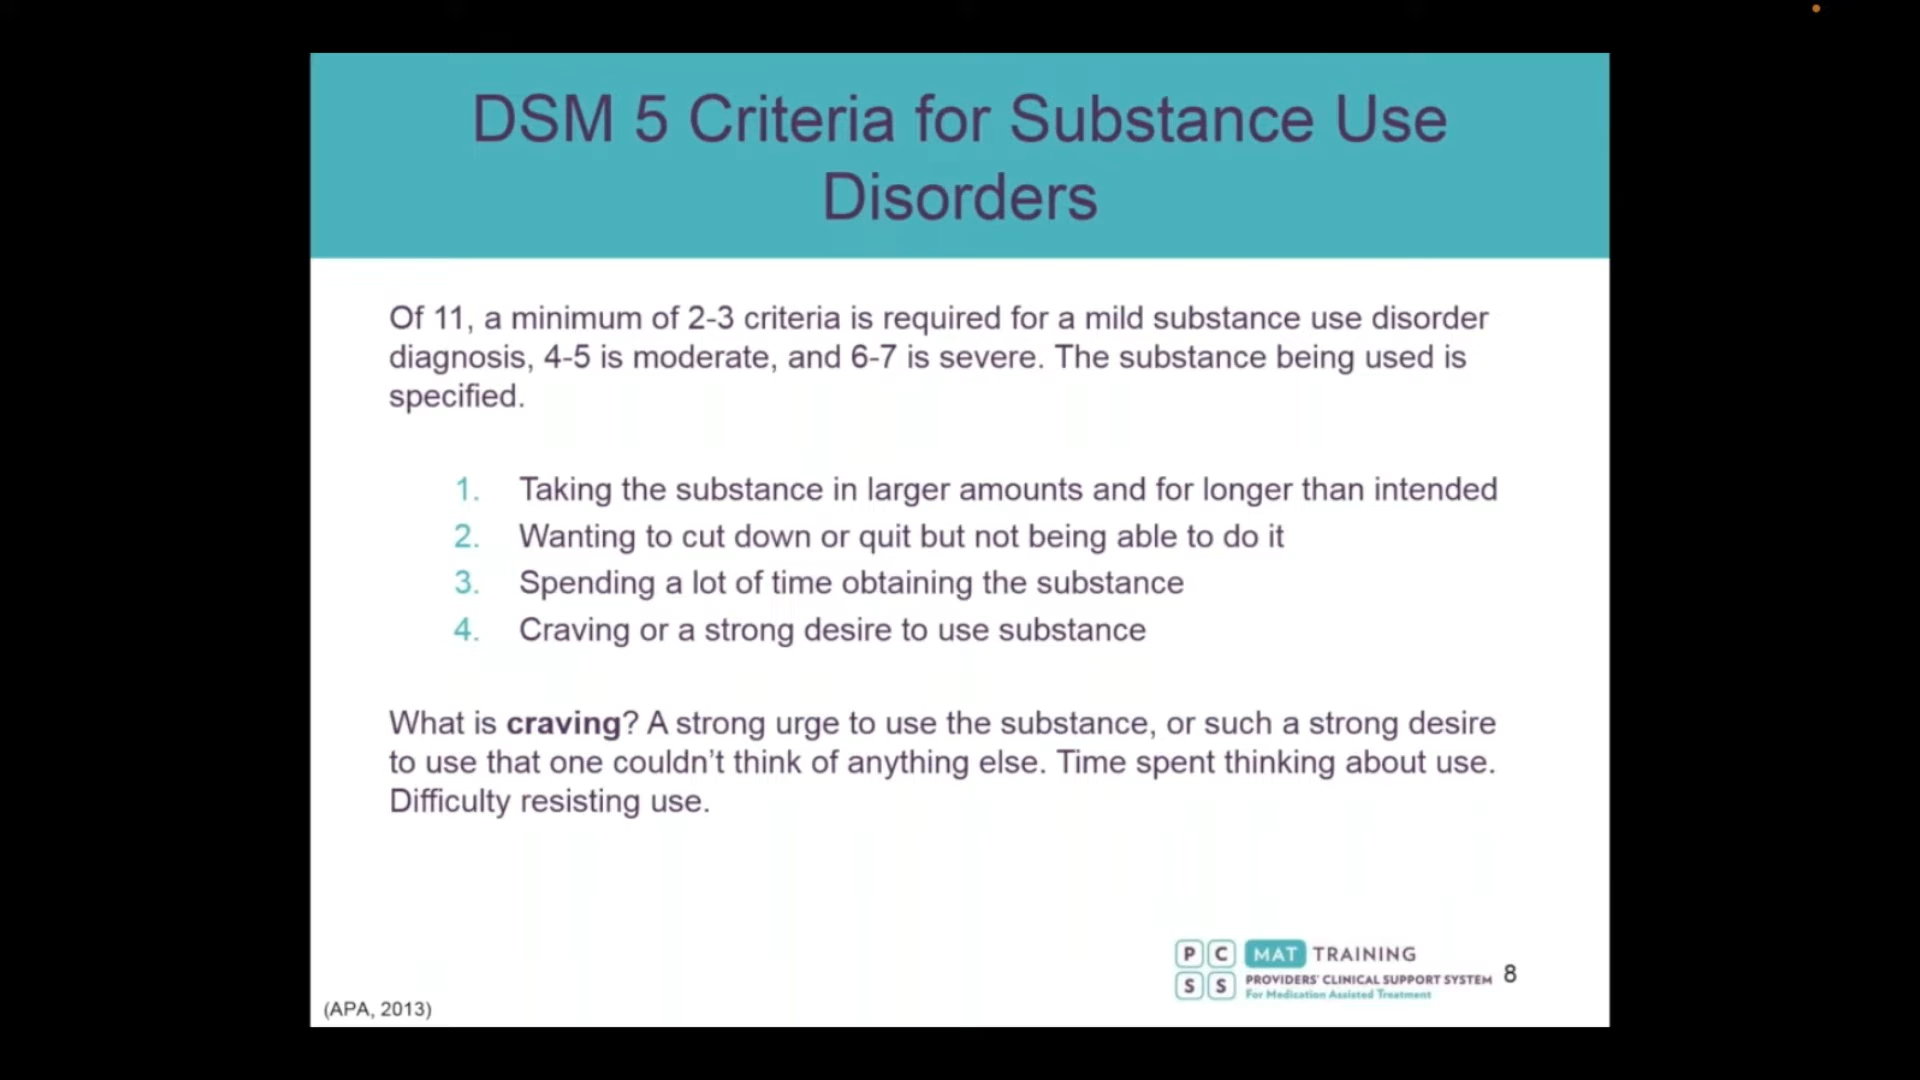 DSM 5 Criteria for Substance Use
Disorders
Of 11, a minimum of 2-3 criteria is required for a mild substance use disorder
diagnosis, 4-5 is moderate, and 6-7 is severe. The substance being used is
specified.
1. Taking the substance in larger amounts and for longer than intended
2. Wanting to cut down or quit but not being able to do it
3. Spending a lot of time obtaining the substance
4. Craving or a strong desire to use substance
What is craving? A strong urge to use the substance, or such a strong desire
to use that one couldn’t think of anything else. Time spent thinking about use.
Difficulty resisting use.
P C MAT TRAINING
S S PROVIDERS' CLINICAL SUPPORT SYSTEM
For Medication Assisted Treatment
8
(APA, 2013)